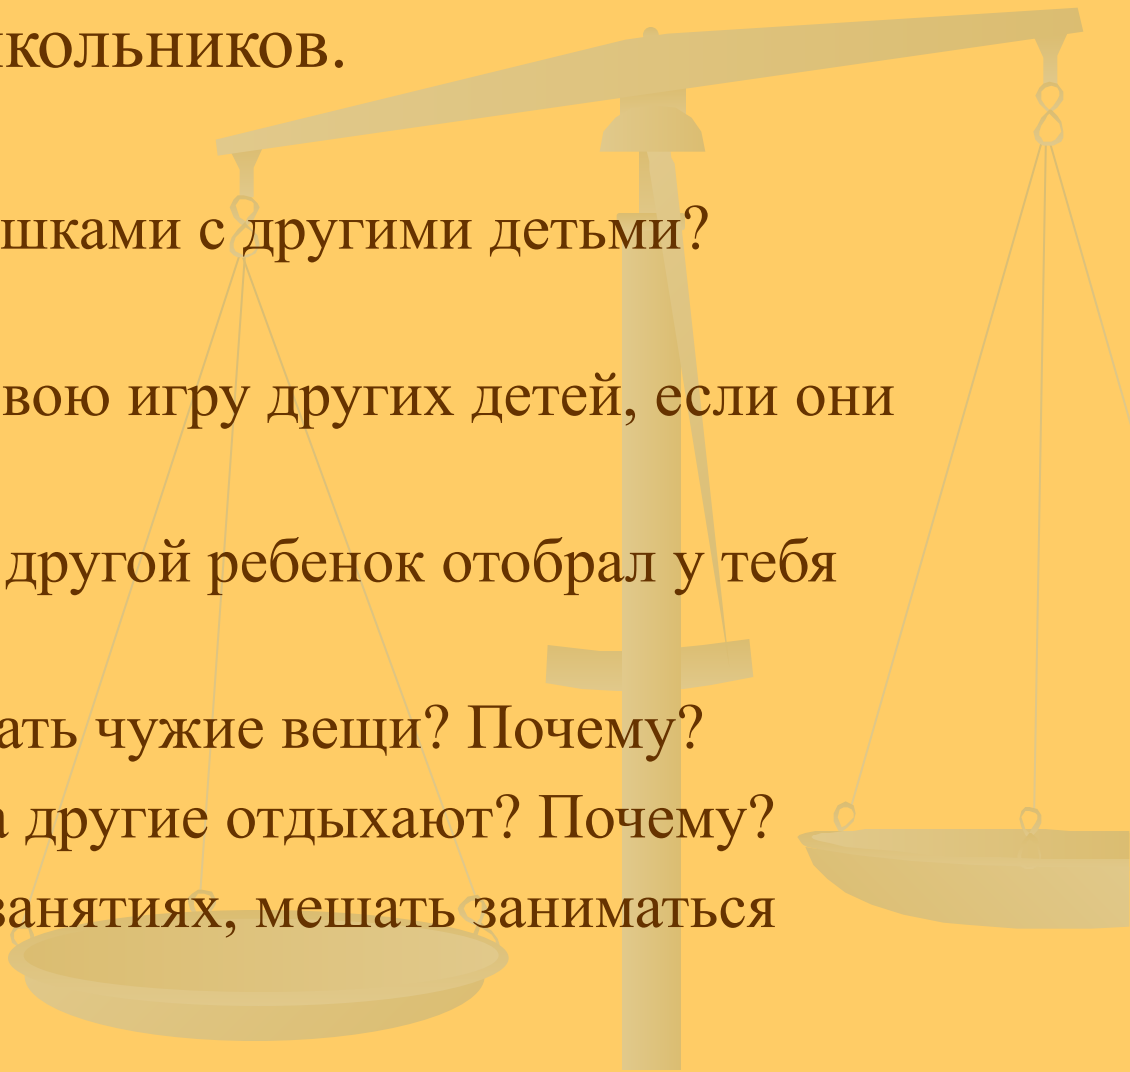 кольников.
шками с другими детьми?
вою игру других детей, если они
другой ребенок отобрал у тебя
ать чужие вещи? Почему?
а другие отдыхают? Почему?
занятиях, мешать заниматься